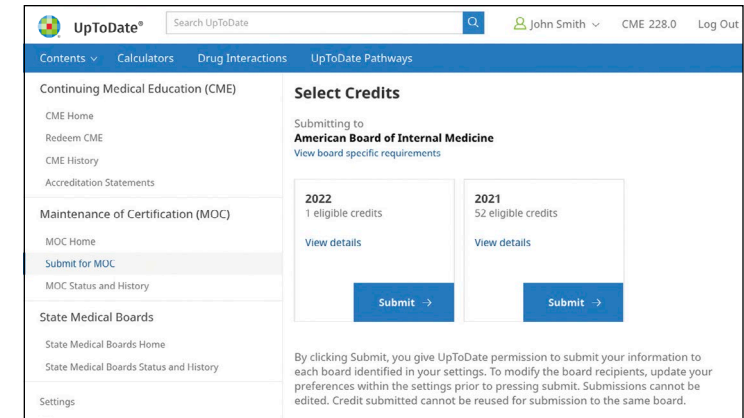 UpToDate®
Search UpToDate
John Smith
CME 228.0
Log Out
Contents
Calculators
Drug Interactions
UpToDate Pathways
Continuing Medical Education (CME)
CME Home
Redeem CME
CME History
Accreditation Statements
Maintenance of Certification (MOC)
MOC Home
Submit for MOC
MOC Status and History
State Medical Boards
State Medical Boards Home
State Medical Boards Status and History
Settings
Select Credits
Submitting to
American Board of Internal Medicine
View board specific requirements
2022
1 eligible credits
View details
Submit →
2021
52 eligible credits
View details
Submit →
By clicking Submit, you give UpToDate permission to submit your information to
each board identified in your settings. To modify the board recipients, update your
preferences within the settings prior to pressing submit. Submissions cannot be
edited. Credit submitted cannot be reused for submission to the same board.